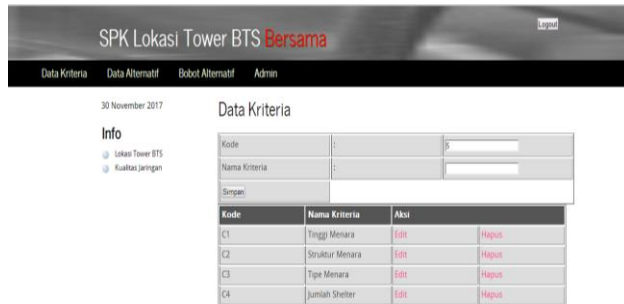 SPK Lokasi Tower BTS Bersama
Logout
Data Kriteria Data Alternatif Bobot Alternatif Admin
30 November 2017
Info
Lokasi Tower BTS
Kualitas Jaringan
Data Kriteria
Kode : 5
Nama Kriteria :
Simpan
Kode Nama Kriteria Aksi
C1 Tinggi Menara Edit Hapus
C2 Struktur Menara Edit Hapus
C3 Tipe Menara Edit Hapus
C4 Jumlah Shelter Edit Hapus